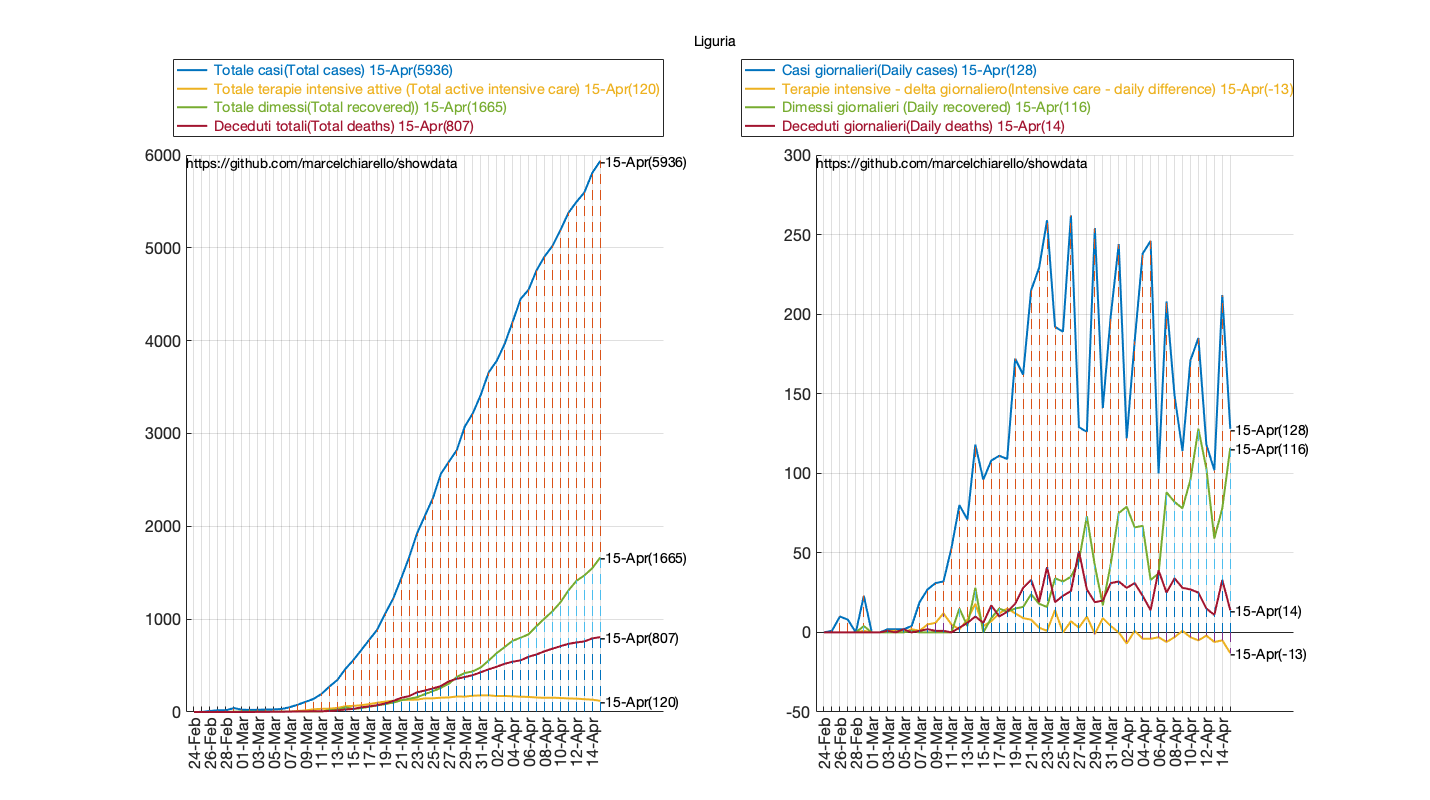 Liguria
Totale casi(Total cases) 15-Apr(5936)
Totale terapie intensive attive (Total active intensive care) 15-Apr(120)
Totale dimessi(Total recovered)) 15-Apr(1665)
Deceduti totali(Total deaths) 15-Apr(807)
https://github.com/marcelchiarello/showdata
6000
5000
4000
3000
2000
1000
0
-15-Apr(5936)
-15-Apr(1665)
-15-Apr(807)
-15-Apr(120)
24-Feb
26-Feb
28-Feb
01-Mar
03-Mar
05-Mar
07-Mar
09-Mar
11-Mar
13-Mar
15-Mar
17-Mar
19-Mar
21-Mar
23-Mar
25-Mar
27-Mar
29-Mar
31-Mar
02-Apr
04-Apr
06-Apr
08-Apr
10-Apr
12-Apr
14-Apr
Casi giornalieri(Daily cases) 15-Apr(128)
Terapie intensive - delta giornaliero(Intensive care - daily difference) 15-Apr(-13)
Dimessi giornalieri (Daily recovered) 15-Apr(116)
Deceduti giornalieri(Daily deaths) 15-Apr(14)
https://github.com/marcelchiarello/showdata
300
250
200
150
100
50
0
-50
-15-Apr(128)
-15-Apr(116)
-15-Apr(14)
-15-Apr(-13)
24-Feb
26-Feb
28-Feb
01-Mar
03-Mar
05-Mar
07-Mar
09-Mar
11-Mar
13-Mar
15-Mar
17-Mar
19-Mar
21-Mar
23-Mar
25-Mar
27-Mar
29-Mar
31-Mar
02-Apr
04-Apr
06-Apr
08-Apr
10-Apr
12-Apr
14-Apr